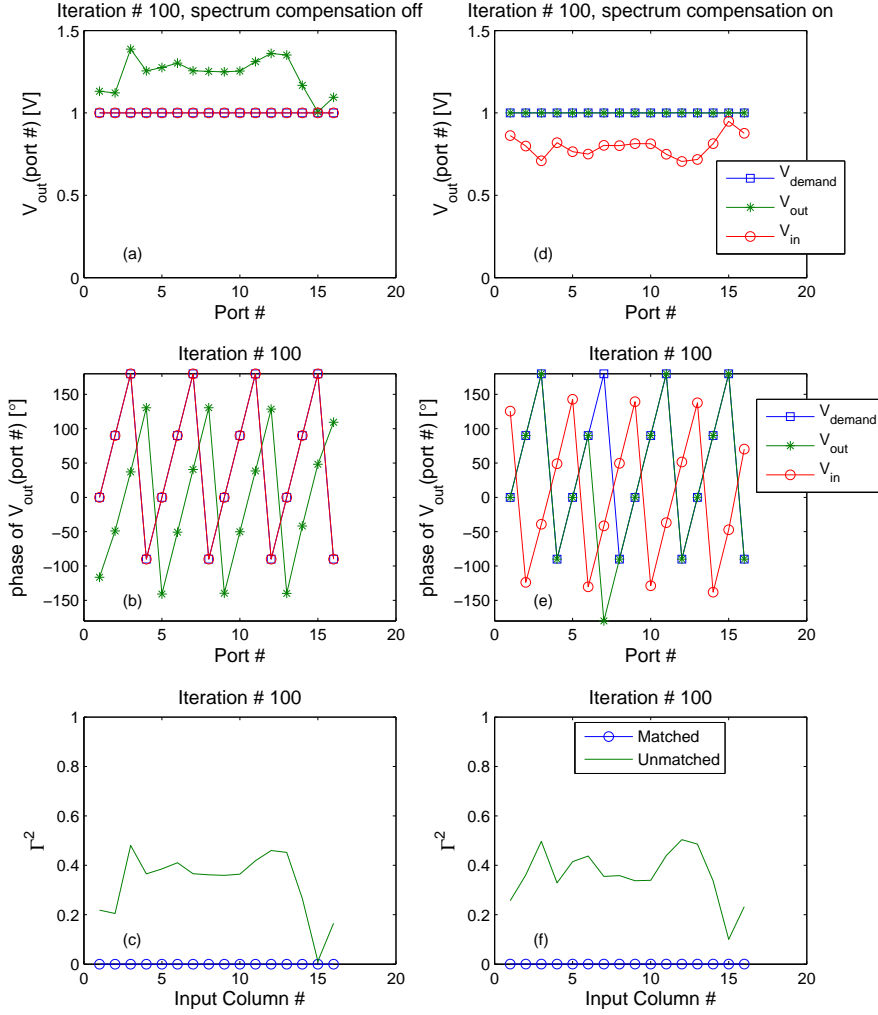 Iteration # 100, spectrum compensation off
1.5
1
0.5
0
V_out(port #) [V]
(a)
0 5 10 15 20
Port #
Iteration # 100, spectrum compensation on
1.5
1
0.5
0
V_out(port #) [V]
V_demand
V_out
V_in
(d)
0 5 10 15 20
Port #
Iteration # 100
150
100
50
0
−50
−100
−150
phase of V_out(port #) [°]
(b)
0 5 10 15 20
Port #
Iteration # 100
150
100
50
0
−50
−100
−150
phase of V_out(port #) [°]
V_demand
V_out
V_in
(e)
0 5 10 15 20
Port #
Iteration # 100
1
0.8
0.6
0.4
0.2
0
Γ²
(c)
0 5 10 15 20
Input Column #
Iteration # 100
1
0.8
0.6
0.4
0.2
0
Γ²
Matched
Unmatched
(f)
0 5 10 15 20
Input Column #